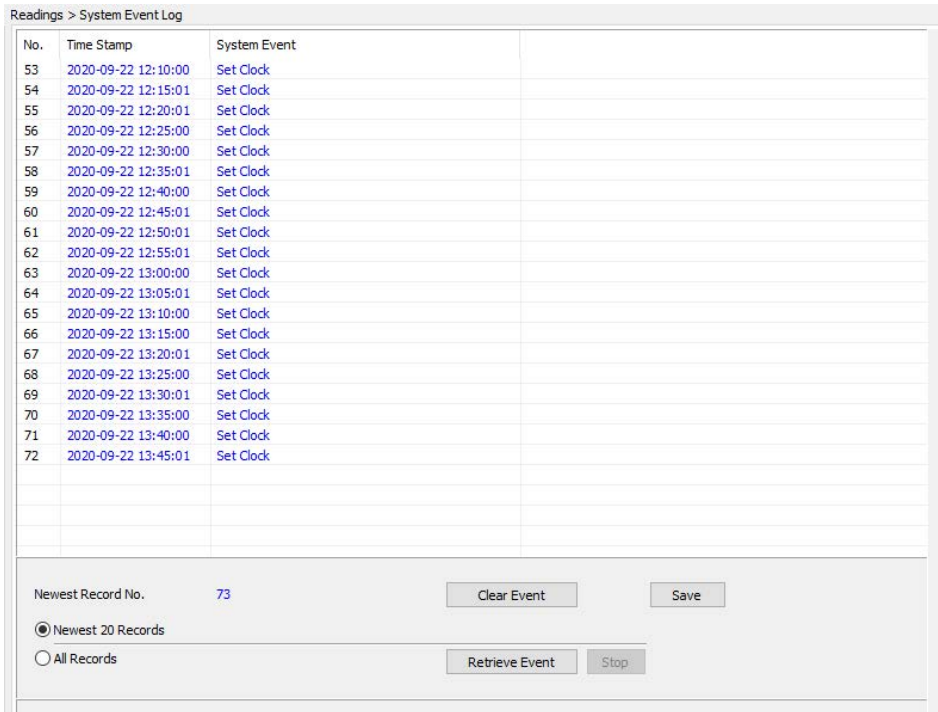 Readings > System Event Log
No. Time Stamp System Event
53 2020-09-22 12:10:00 Set Clock
54 2020-09-22 12:15:01 Set Clock
55 2020-09-22 12:20:01 Set Clock
56 2020-09-22 12:25:00 Set Clock
57 2020-09-22 12:30:00 Set Clock
58 2020-09-22 12:35:01 Set Clock
59 2020-09-22 12:40:00 Set Clock
60 2020-09-22 12:45:01 Set Clock
61 2020-09-22 12:50:01 Set Clock
62 2020-09-22 12:55:01 Set Clock
63 2020-09-22 13:00:00 Set Clock
64 2020-09-22 13:05:01 Set Clock
65 2020-09-22 13:10:00 Set Clock
66 2020-09-22 13:15:00 Set Clock
67 2020-09-22 13:20:01 Set Clock
68 2020-09-22 13:25:00 Set Clock
69 2020-09-22 13:30:01 Set Clock
70 2020-09-22 13:35:00 Set Clock
71 2020-09-22 13:40:00 Set Clock
72 2020-09-22 13:45:01 Set Clock
Newest Record No. 73 Clear Event Save
Newest 20 Records
All Records Retrieve Event Stop